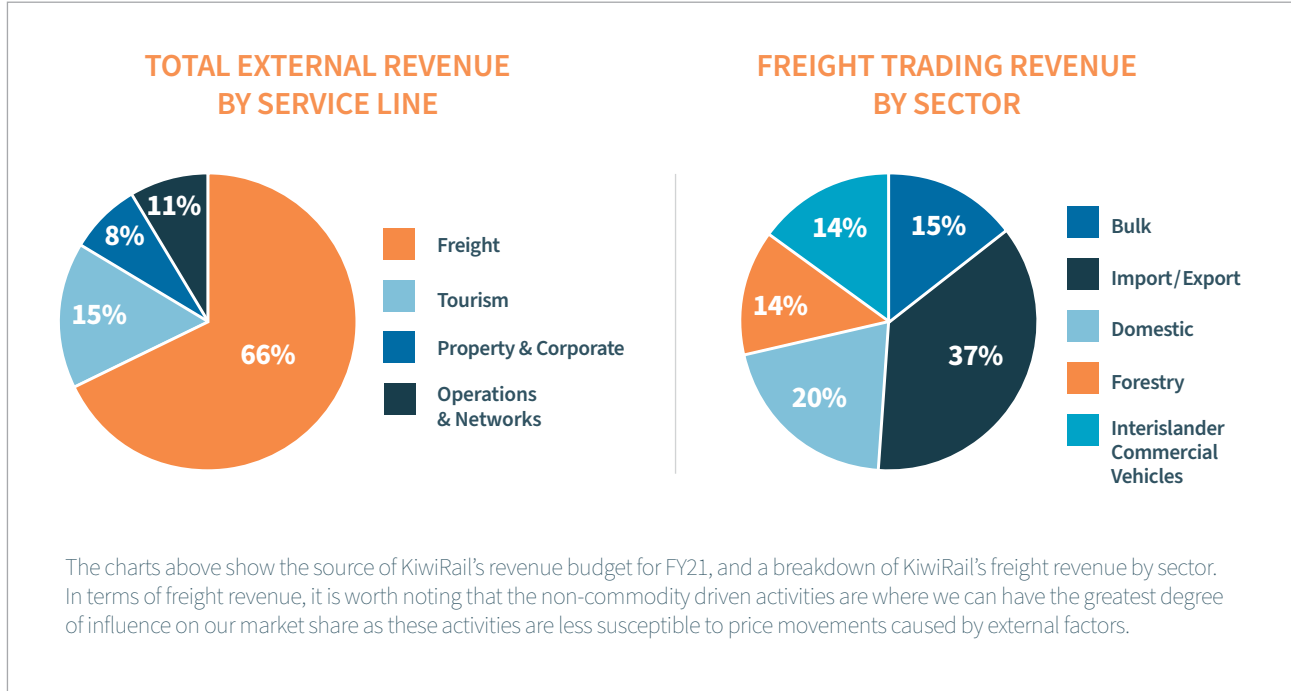 TOTAL EXTERNAL REVENUE
BY SERVICE LINE
11%
8%
15%
66%
Freight
Tourism
Property & Corporate
Operations
& Networks
FREIGHT TRADING REVENUE
BY SECTOR
14%
15%
14%
37%
20%
Bulk
Import/Export
Domestic
Forestry
Interislander
Commercial
Vehicles
The charts above show the source of KiwiRail's revenue budget for FY21, and a breakdown of KiwiRail's freight revenue by sector.
In terms of freight revenue, it is worth noting that the non-commodity driven activities are where we can have the greatest degree
of influence on our market share as these activities are less susceptible to price movements caused by external factors.